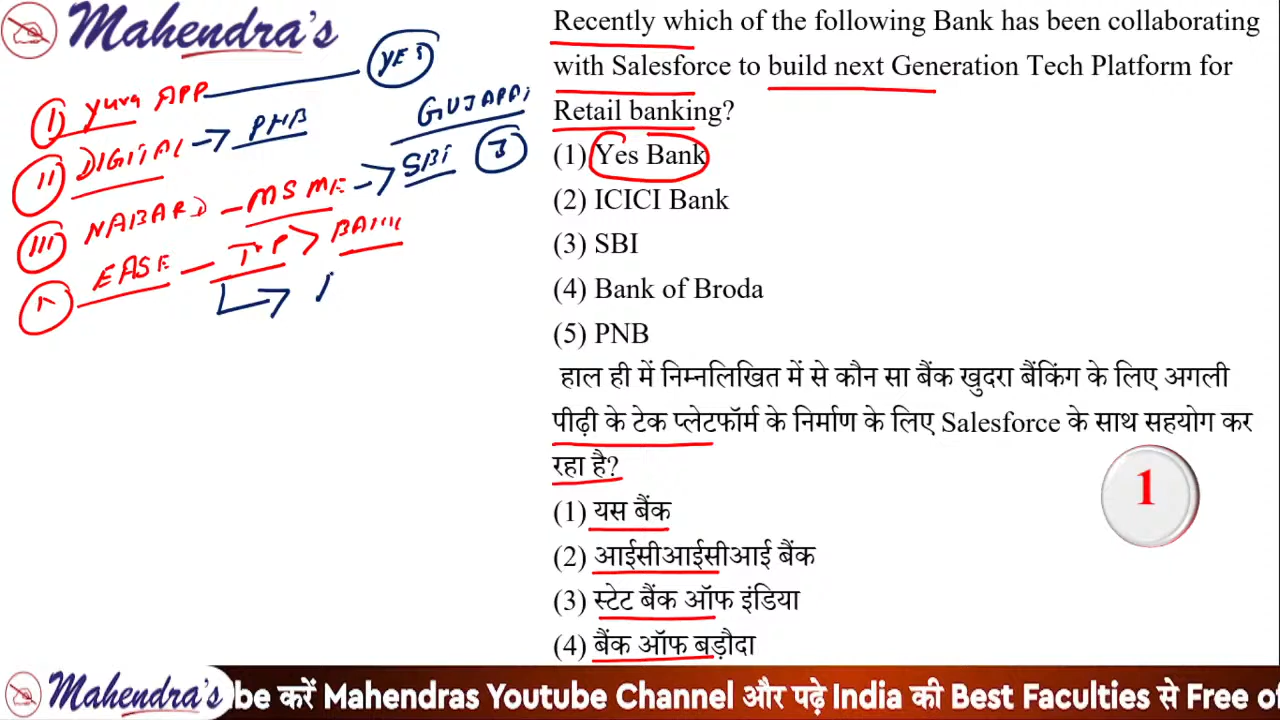 Mahendra's
Recently which of the following Bank has been collaborating
with Salesforce to build next Generation Tech Platform for
Retail banking?
(1) Yes Bank
(2) ICICI Bank
(3) SBI
(4) Bank of Broda
(5) PNB
हाल ही में निम्नलिखित में से कौन सा बैंक खुदरा बैंकिंग के लिए अगली
पीढ़ी के टेक प्लेटफॉर्म के निर्माण के लिए Salesforce के साथ सहयोग कर
रहा है?
(1) यस बैंक
(2) आईसीआईसीआई बैंक
(3) स्टेट बैंक ऑफ इंडिया
(4) बैंक ऑफ बड़ौदा
I yuva APP YES
II DIGITAL → PNB
GUJARAT
III NABARD - MSME → SBI 3
EASE - > BANK
1
Mahendra's be करें Mahendras Youtube Channel और पढ़े India की Best Faculties से Free of